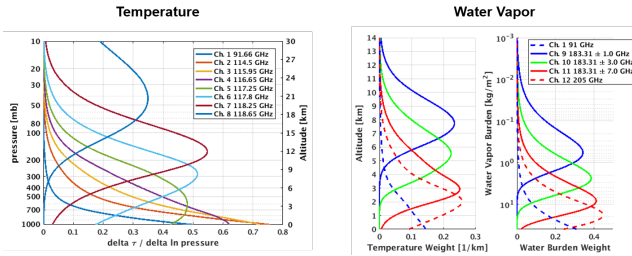 Temperature
Water Vapor
10
20
30
50
80
100
200
300
400
500
700
1000
pressure [mb]
0
0.1
0.2
0.3
0.4
0.5
0.6
0.7
0.8
delta τ / delta ln pressure
30
27
24
21
18
15
12
9
6
3
0
Altitude [km]
Ch. 1 91.66 GHz
Ch. 2 114.5 GHz
Ch. 3 115.95 GHz
Ch. 4 116.65 GHz
Ch. 5 117.25 GHz
Ch. 6 117.8 GHz
Ch. 7 118.25 GHz
Ch. 8 118.65 GHz
14
13
12
11
10
9
8
7
6
5
4
3
2
1
0
Altitude [km]
0
0.1
0.2
Temperature Weight [1/km]
10⁻³
10⁻²
10⁻¹
10⁰
10¹
Water Vapor Burden [kg/m²]
0
0.2
0.4
Water Burden Weight
Ch. 1 91 GHz
Ch. 9 183.31 ± 1.0 GHz
Ch. 10 183.31 ± 3.0 GHz
Ch. 11 183.31 ± 7.0 GHz
Ch. 12 205 GHz